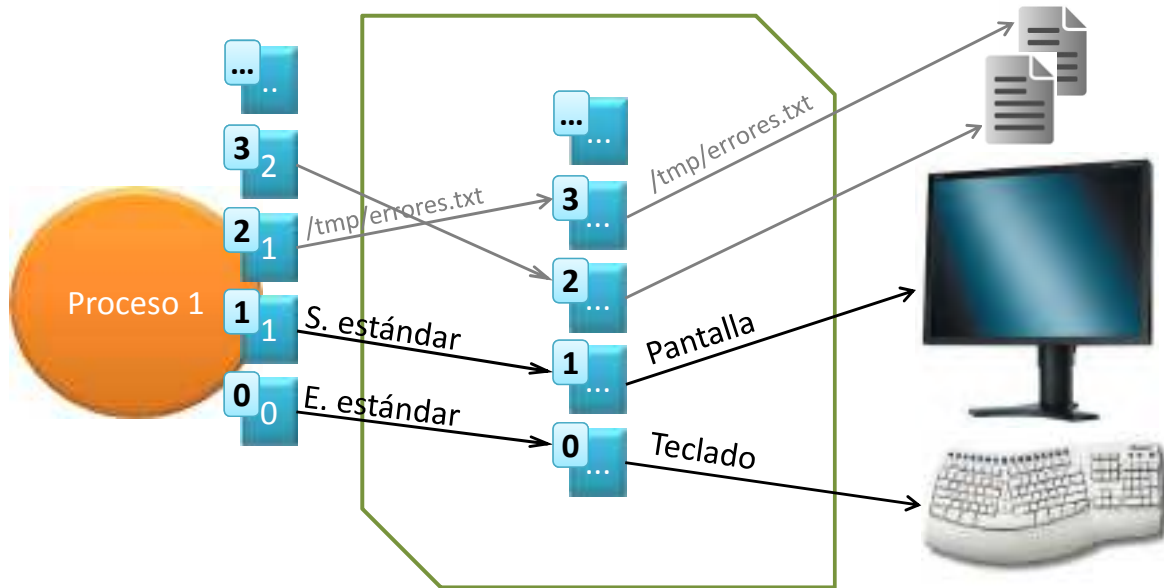 ...
..
3
2
2
1
/tmp/errores.txt
Proceso 1
1
1
S. estándar
0
0
E. estándar
...
...
3
...
/tmp/errores.txt
2
...
1
...
Pantalla
0
...
Teclado